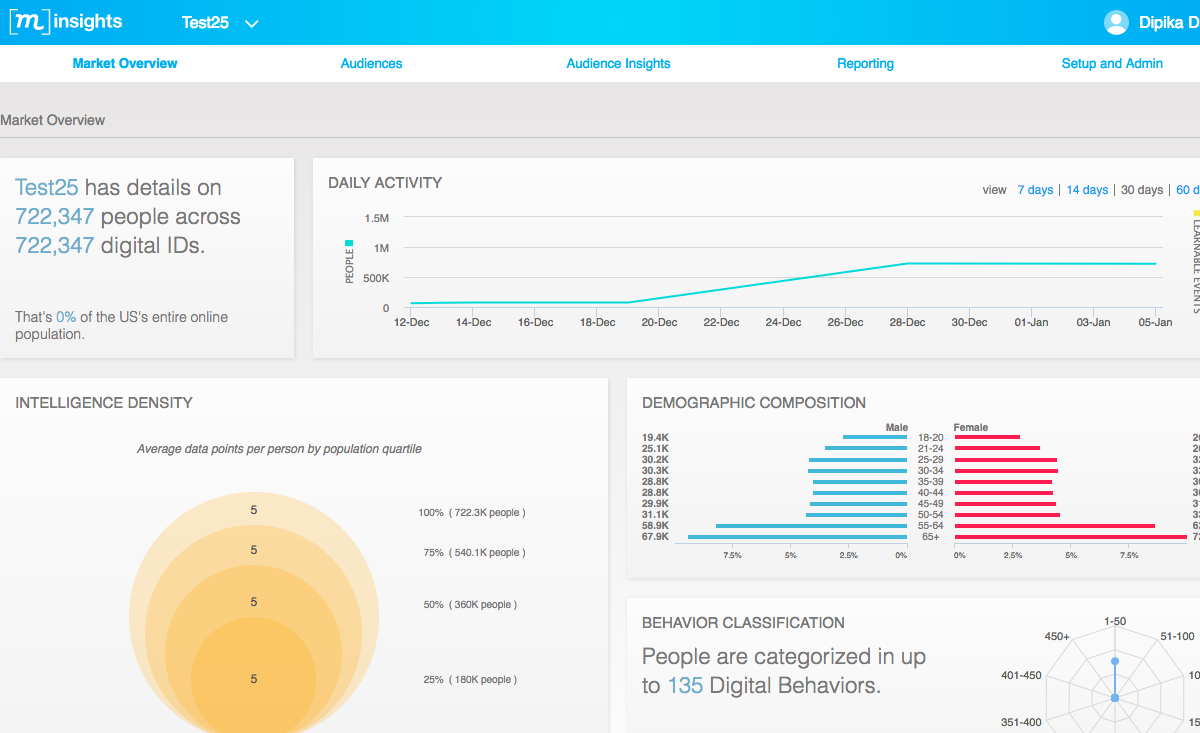 [m]insights
Test25
Dipika D
Market Overview
Audiences
Audience Insights
Reporting
Setup and Admin
Market Overview
Test25 has details on
722,347 people across
722,347 digital IDs.
That's 0% of the US's entire online
population.
DAILY ACTIVITY
view 7 days | 14 days | 30 days | 60 d
1.5M
1M
500K
0
PEOPLE
LEARNABLE EVENTS
12-Dec 14-Dec 16-Dec 18-Dec 20-Dec 22-Dec 24-Dec 26-Dec 28-Dec 30-Dec 01-Jan 03-Jan 05-Jan
INTELLIGENCE DENSITY
Average data points per person by population quartile
5 100% ( 722.3K people )
5 75% ( 540.1K people )
5 50% ( 360K people )
5 25% ( 180K people )
DEMOGRAPHIC COMPOSITION
Male Female
19.4K 18-20
25.1K 21-24
30.2K 25-29
30.3K 30-34
28.8K 35-39
28.8K 40-44
29.9K 45-49
31.1K 50-54
58.9K 55-64
67.9K 65+
7.5% 5% 2.5% 0% 0% 2.5% 5% 7.5%
BEHAVIOR CLASSIFICATION
People are categorized in up
to 135 Digital Behaviors.
1-50
450+ 51-100
401-450 10
351-400 15